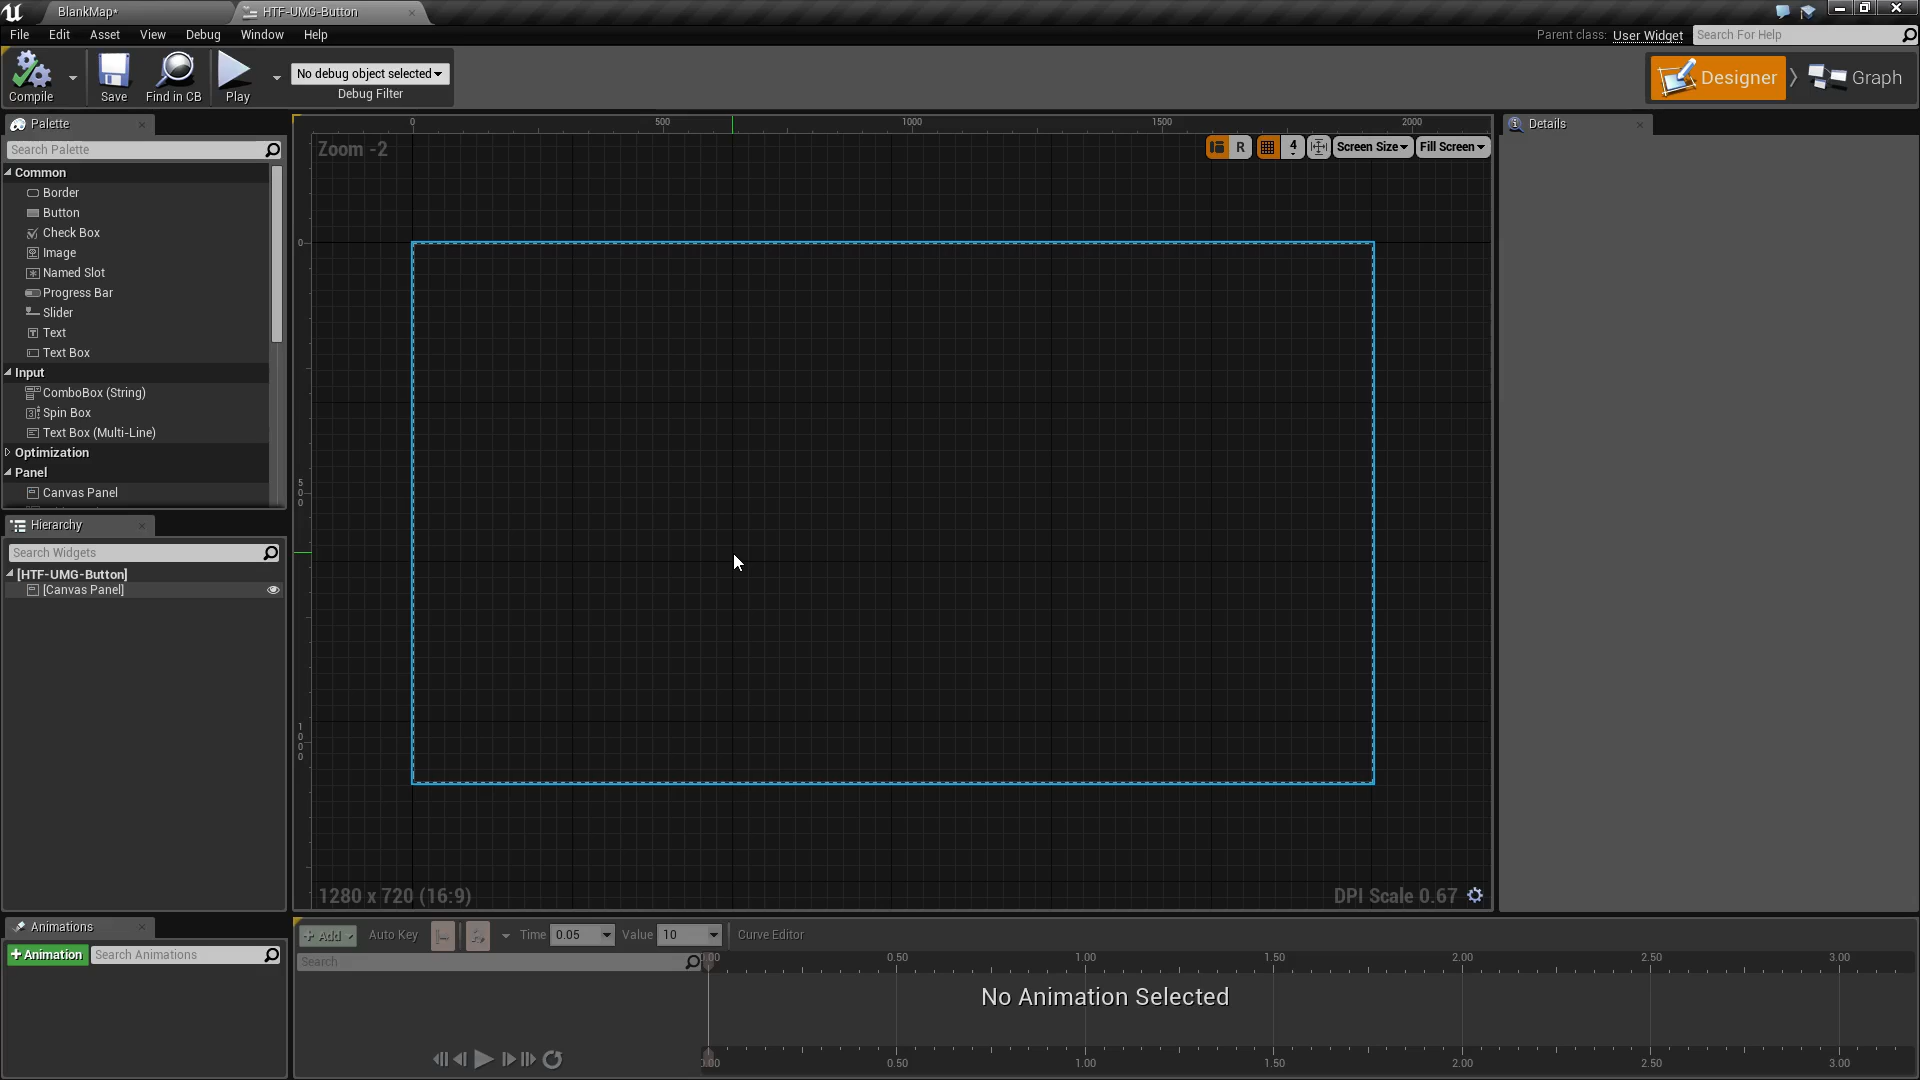 BlankMap*
HTF-UMG-Button
File Edit Asset View Debug Window Help
Parent class: User Widget
Search For Help
Compile
Save
Find in CB
Play
No debug object selected
Debug Filter
Designer
Graph
Palette
Search Palette
Common
Border
Button
Check Box
Image
Named Slot
Progress Bar
Slider
Text
Text Box
Input
ComboBox (String)
Spin Box
Text Box (Multi-Line)
Optimization
Panel
Canvas Panel
Hierarchy
Search Widgets
[HTF-UMG-Button]
[Canvas Panel]
Animations
+Animation
Search Animations
0 500 1000 1500 2000
Zoom -2
R
4
Screen Size
Fill Screen
0
500
1000
1280 x 720 (16:9)
DPI Scale 0.67
Details
+ Add
Auto Key
Time 0.05
Value 10
Curve Editor
Search
0.00 0.50 1.00 1.50 2.00 2.50 3.00
No Animation Selected
0.00 0.50 1.00 1.50 2.00 2.50 3.00